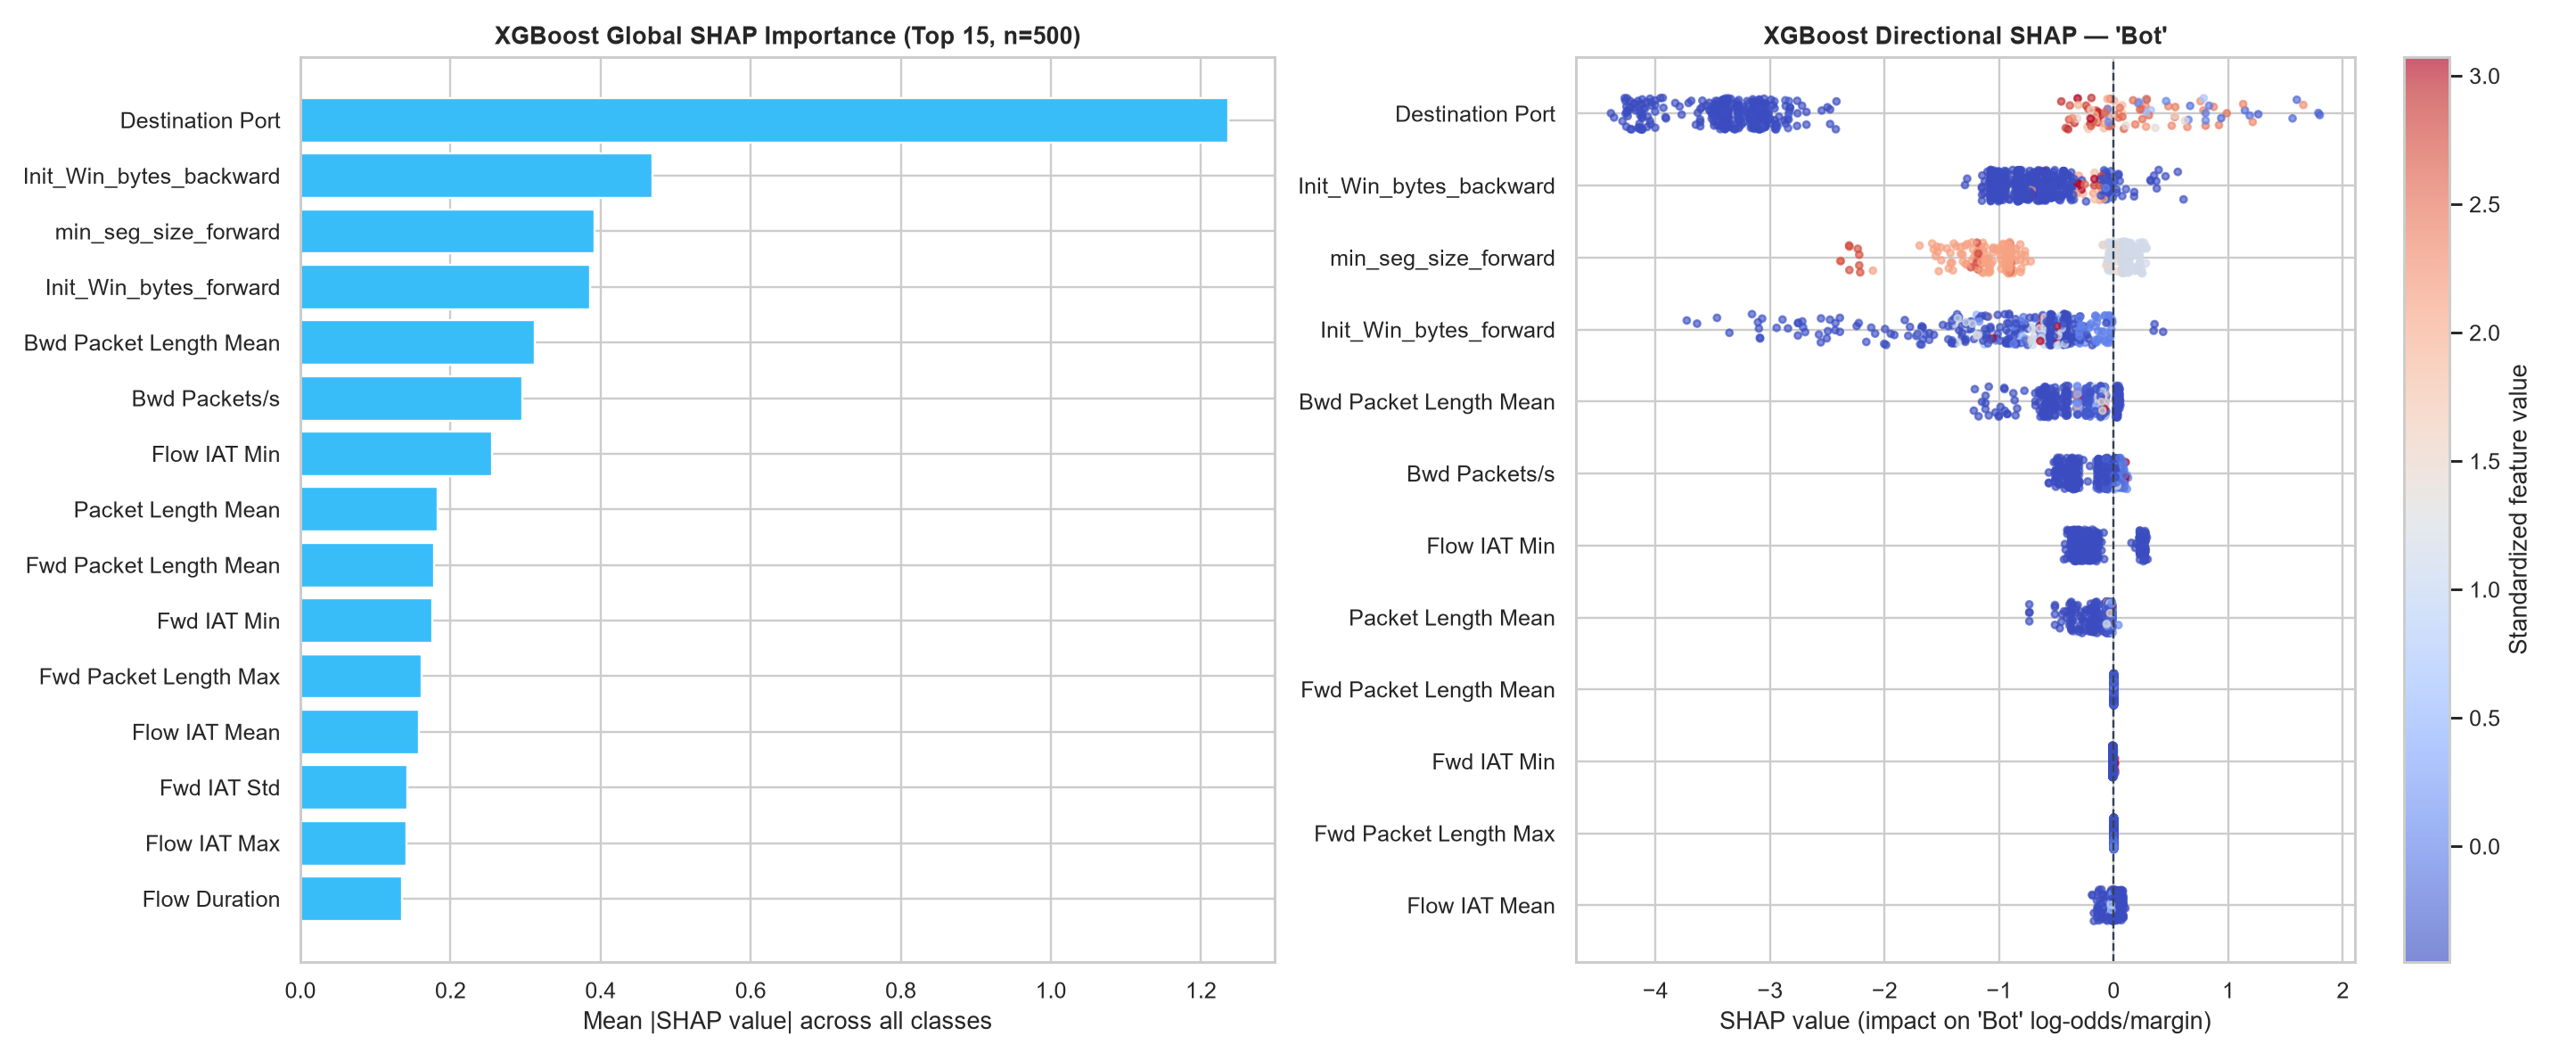 XGBoost Global SHAP Importance (Top 15, n=500)
Destination Port
Init_Win_bytes_backward
min_seg_size_forward
Init_Win_bytes_forward
Bwd Packet Length Mean
Bwd Packets/s
Flow IAT Min
Packet Length Mean
Fwd Packet Length Mean
Fwd IAT Min
Fwd Packet Length Max
Flow IAT Mean
Fwd IAT Std
Flow IAT Max
Flow Duration
0.0 0.2 0.4 0.6 0.8 1.0 1.2
Mean |SHAP value| across all classes
XGBoost Directional SHAP — 'Bot'
Destination Port
Init_Win_bytes_backward
min_seg_size_forward
Init_Win_bytes_forward
Bwd Packet Length Mean
Bwd Packets/s
Flow IAT Min
Packet Length Mean
Fwd Packet Length Mean
Fwd IAT Min
Fwd Packet Length Max
Flow IAT Mean
−4 −3 −2 −1 0 1 2
SHAP value (impact on 'Bot' log-odds/margin)
3.0
2.5
2.0
1.5
1.0
0.5
0.0
Standardized feature value